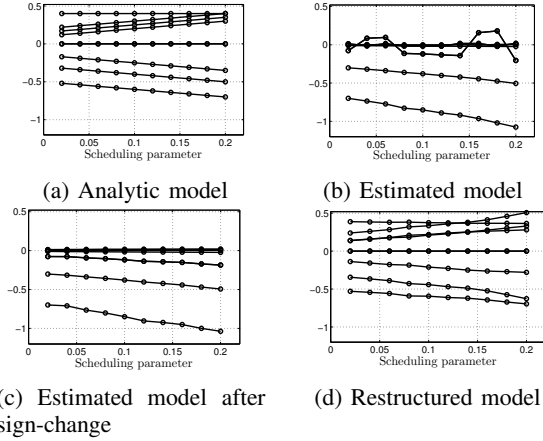 0.5
0
−0.5
−1
0 0.05 0.1 0.15 0.2
Scheduling parameter
(a) Analytic model
0.5
0
−0.5
−1
0 0.05 0.1 0.15 0.2
Scheduling parameter
(b) Estimated model
0.5
0
−0.5
−1
0 0.05 0.1 0.15 0.2
Scheduling parameter
(c) Estimated model after
sign-change
0.5
0
−0.5
−1
0 0.05 0.1 0.15 0.2
Scheduling parameter
(d) Restructured model